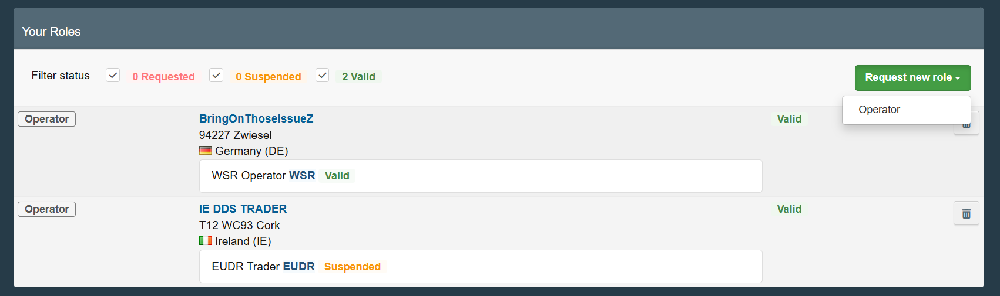 Your Roles
Filter status 0 Requested 0 Suspended 2 Valid Request new role
Operator
Operator BringOnThoseIssueZ Valid
94227 Zwiesel
Germany (DE)
WSR Operator WSR Valid
Operator IE DDS TRADER Valid
T12 WC93 Cork
Ireland (IE)
EUDR Trader EUDR Suspended